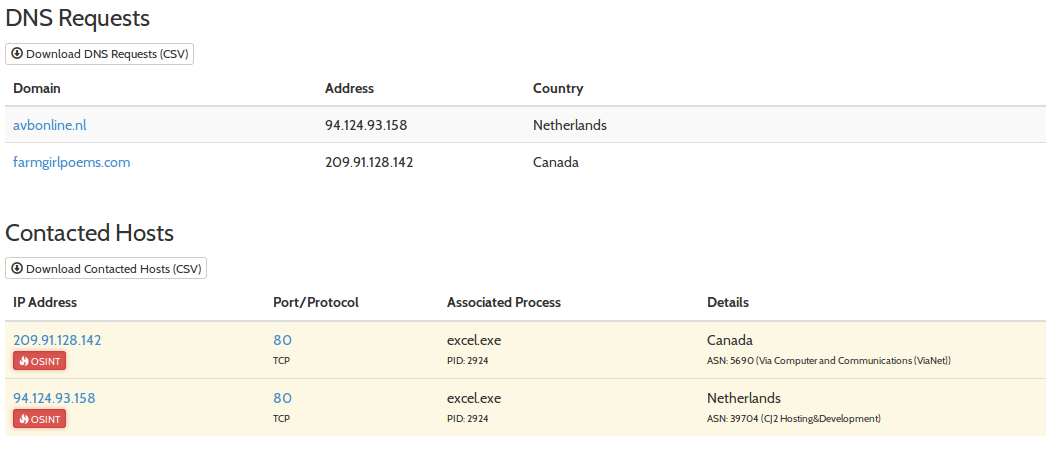 DNS Requests
Download DNS Requests (CSV)
Domain Address Country
avbonline.nl 94.124.93.158 Netherlands
farmgirlpoems.com 209.91.128.142 Canada
Contacted Hosts
Download Contacted Hosts (CSV)
IP Address Port/Protocol Associated Process Details
209.91.128.142 80 excel.exe Canada
OSINT TCP PID: 2924 ASN: 5690 (Via Computer and Communications (ViaNet))
94.124.93.158 80 excel.exe Netherlands
OSINT TCP PID: 2924 ASN: 39704 (CJ2 Hosting&Development)